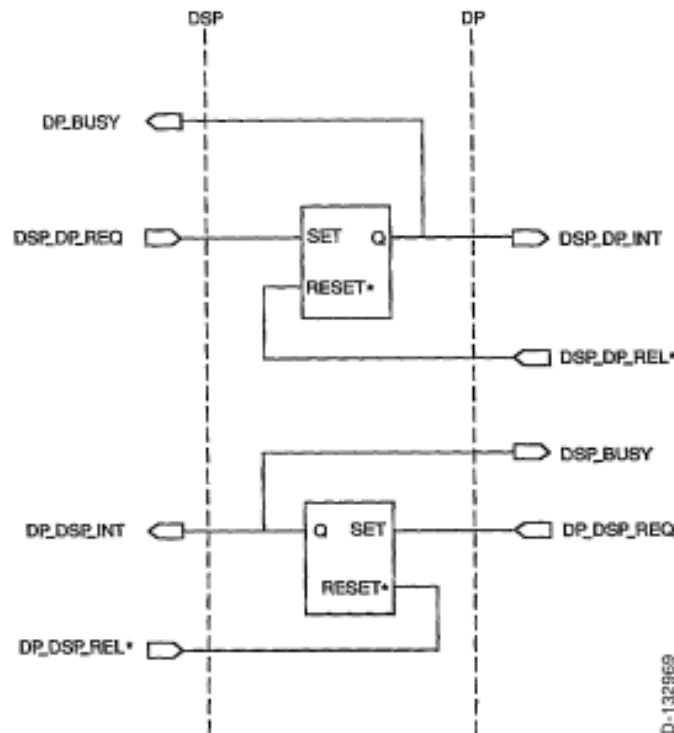 DSP DP
DP_BUSY
DSP_DP_REQ SET Q DSP_DP_INT
RESET*
DSP_DP_REL*
DSP_BUSY
DP_DSP_INT Q SET DP_DSP_REQ
RESET*
DP_DSP_REL*
D-132969